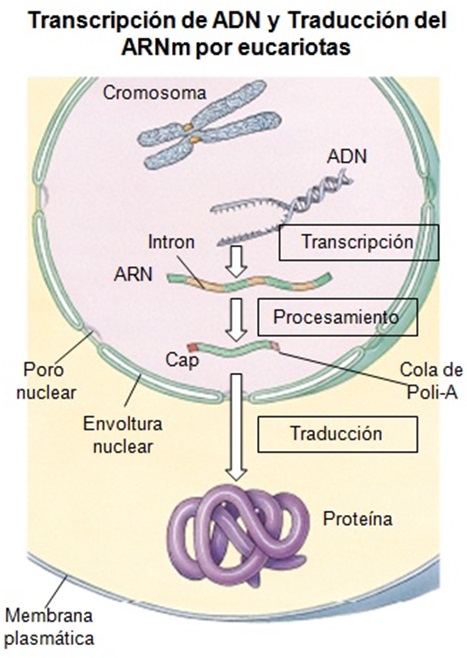 Transcripción de ADN y Traducción del
ARNm por eucariotas
Cromosoma
ADN
Intron
Transcripción
ARN
Procesamiento
Cap
Poro
nuclear
Cola de
Poli-A
Envoltura
nuclear
Traducción
Proteína
Membrana
plasmática